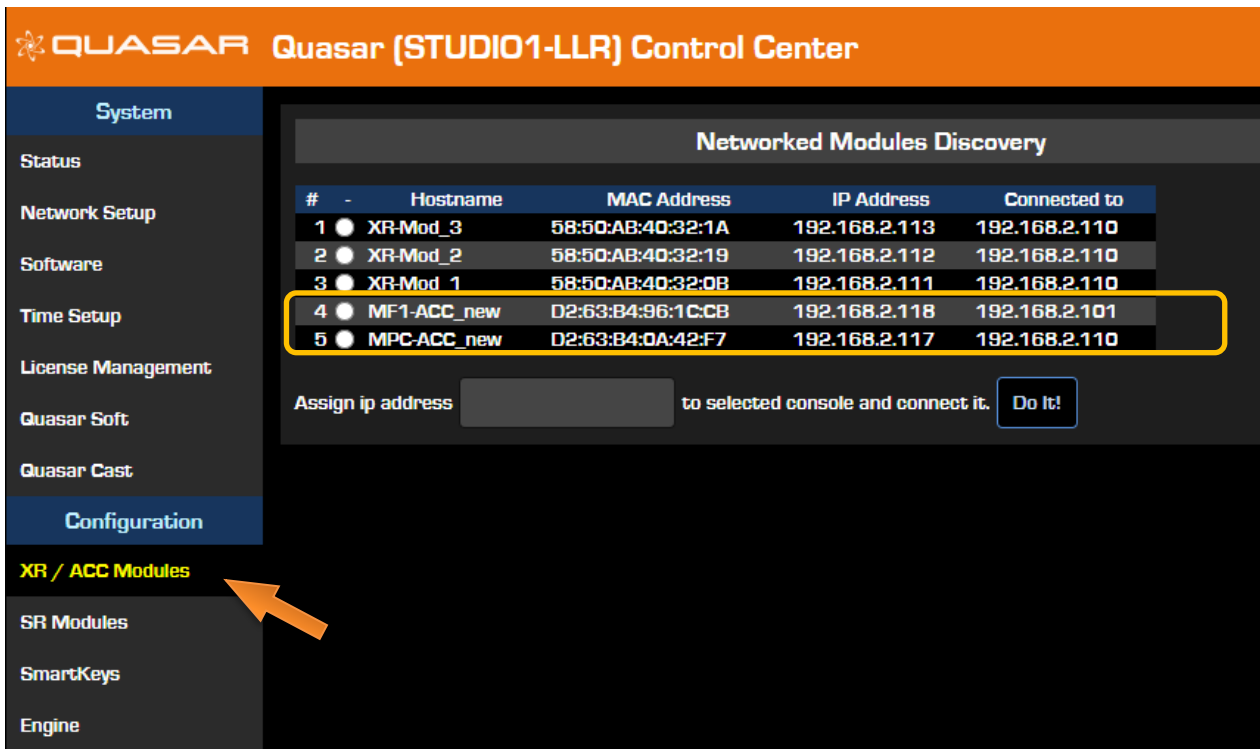 QUASAR Quasar (STUDIO1-LLR) Control Center
System
Status
Network Setup
Software
Time Setup
License Management
Quasar Soft
Quasar Cast
Configuration
XR / ACC Modules
SR Modules
SmartKeys
Engine
Networked Modules Discovery
# - Hostname MAC Address IP Address Connected to
1 XR-Mod_3 58:50:AB:40:32:1A 192.168.2.113 192.168.2.110
2 XR-Mod_2 58:50:AB:40:32:19 192.168.2.112 192.168.2.110
3 XR-Mod_1 58:50:AB:40:32:0B 192.168.2.111 192.168.2.110
4 MF1-ACC_new D2:63:B4:96:1C:CB 192.168.2.118 192.168.2.101
5 MPC-ACC_new D2:63:B4:0A:42:F7 192.168.2.117 192.168.2.110
Assign ip address to selected console and connect it. Do It!